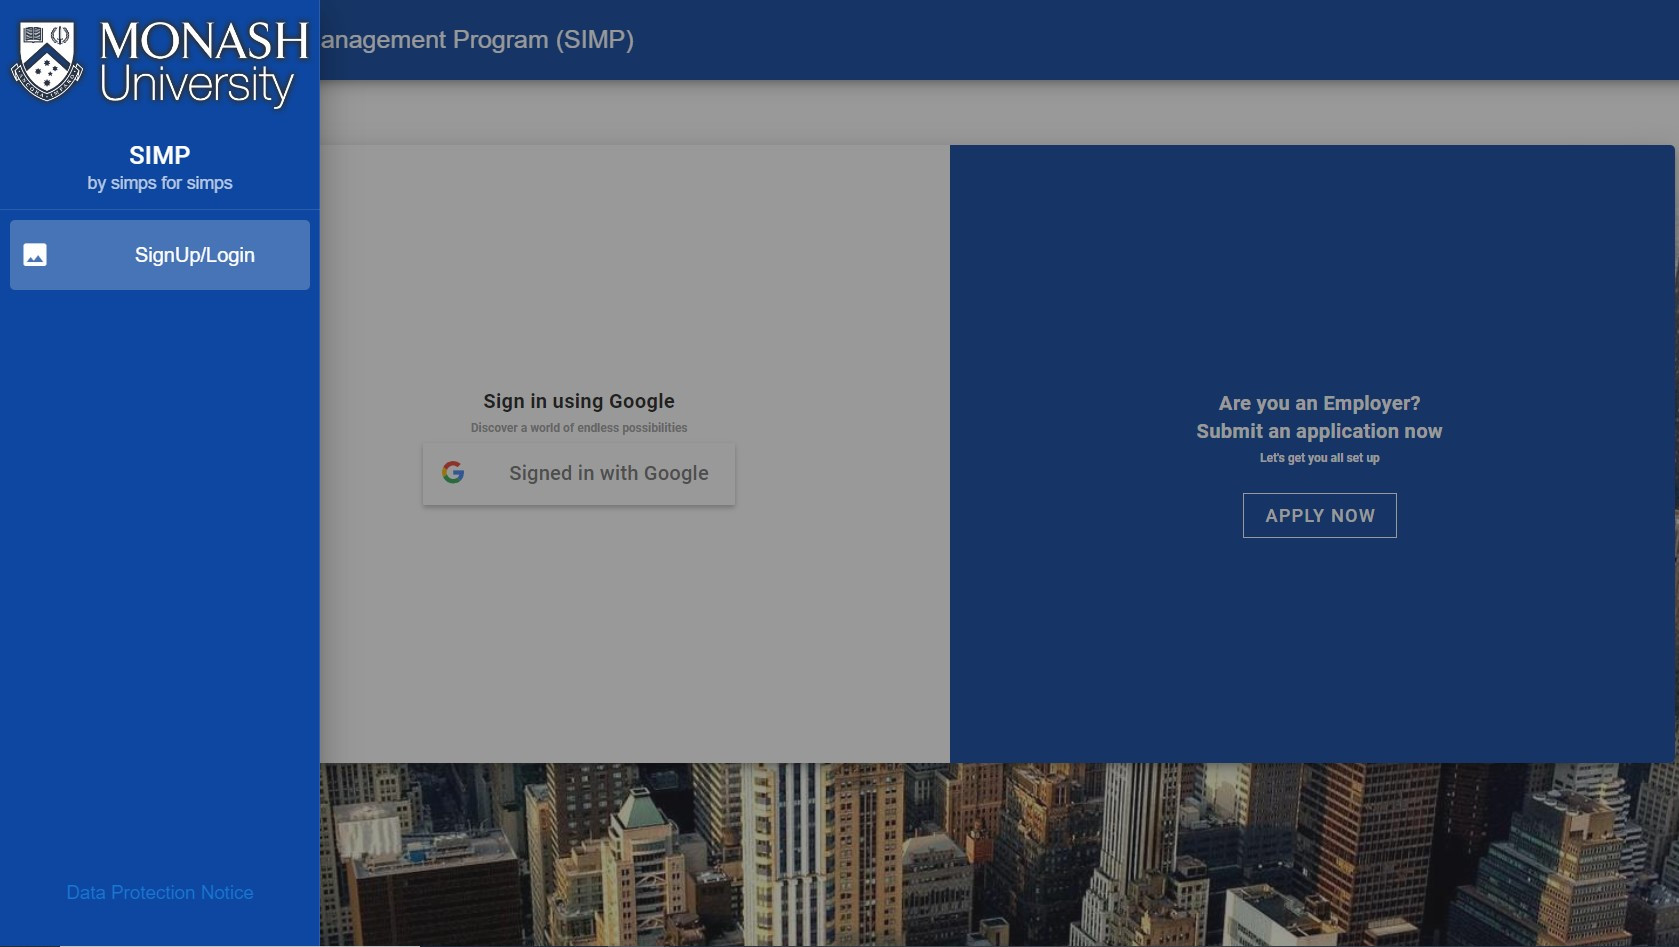 MONASH
University
anagement Program (SIMP)
SIMP
by simps for simps
SignUp/Login
Sign in using Google
Discover a world of endless possibilities
Signed in with Google
Are you an Employer?
Submit an application now
Let's get you all set up
APPLY NOW
Data Protection Notice